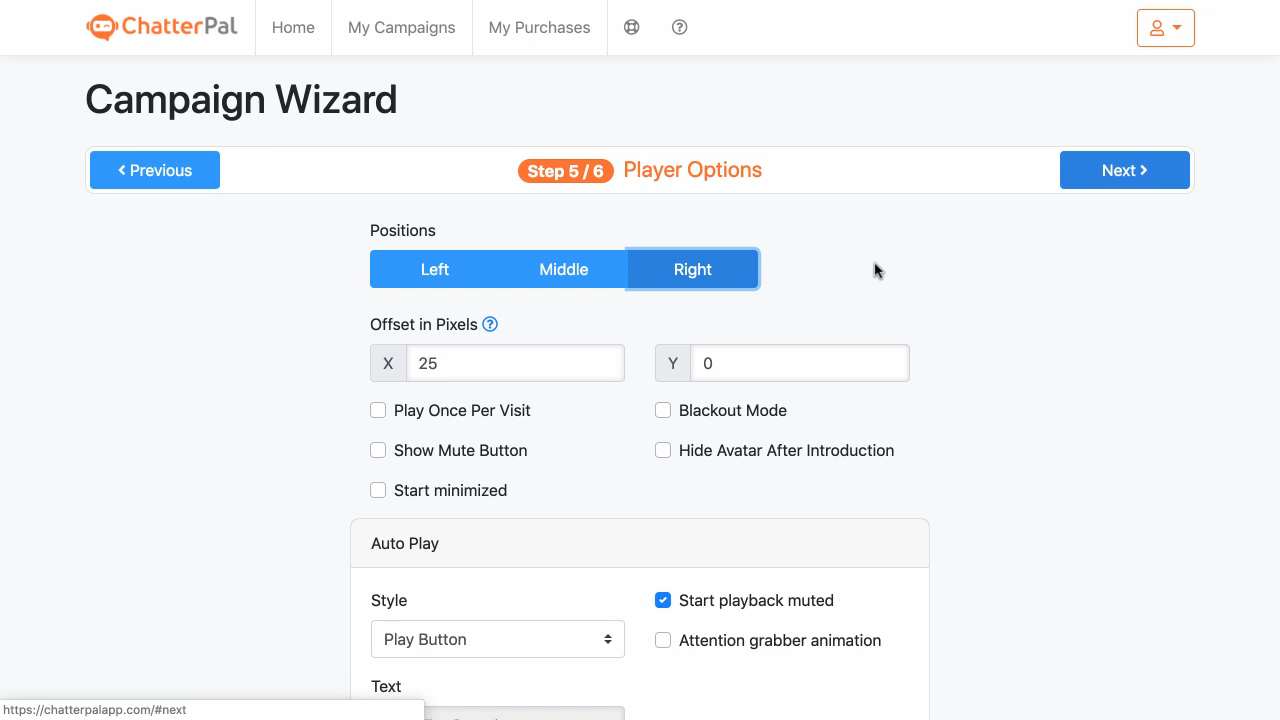 ChatterPal Home My Campaigns My Purchases
Campaign Wizard
Previous Step 5 / 6 Player Options Next
Positions
Left Middle Right
Offset in Pixels
X 25 Y 0
Play Once Per Visit Blackout Mode
Show Mute Button Hide Avatar After Introduction
Start minimized
Auto Play
Style Start playback muted
Play Button Attention grabber animation
Text
https://chatterpalapp.com/#next